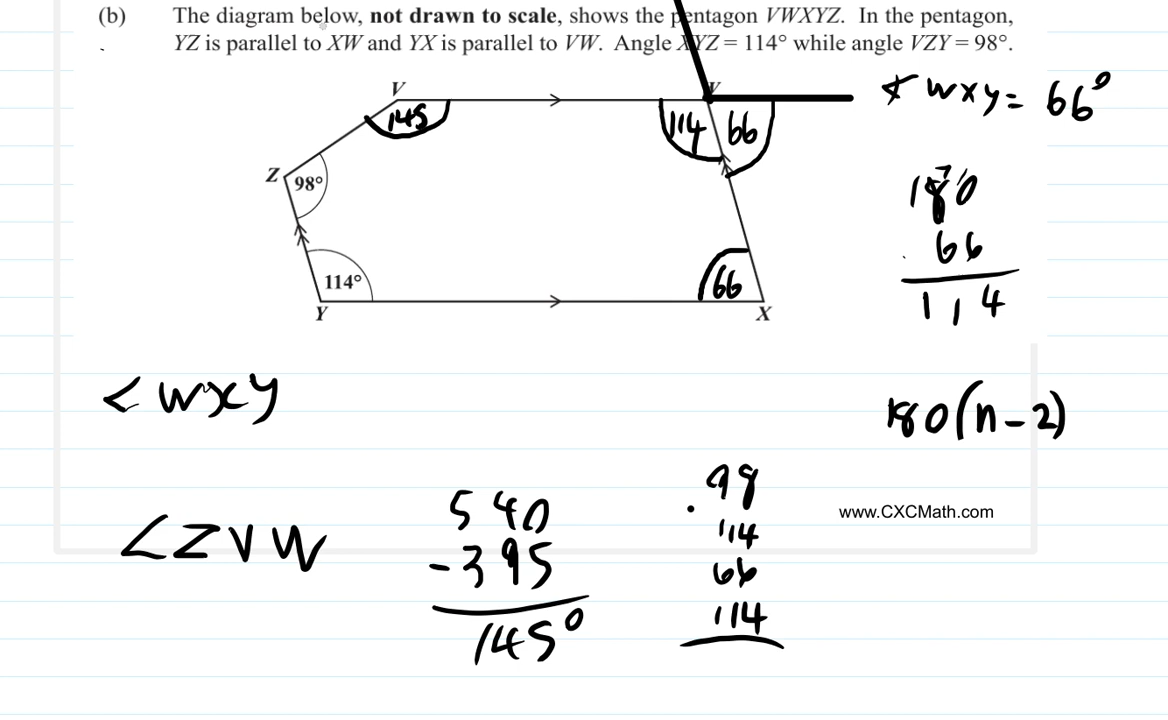 (b) The diagram below, not drawn to scale, shows the pentagon VWXYZ. In the pentagon,
YZ is parallel to XW and YX is parallel to VW. Angle XYZ = 114° while angle VZY = 98°.
V
∡ wxy = 66°
145
114 66
Z
98°
180
66
114
114°
66
Y
X
< wxy
180(n-2)
98
114
66
114
www.CXCMath.com
540
-395
145°
∠ZVW